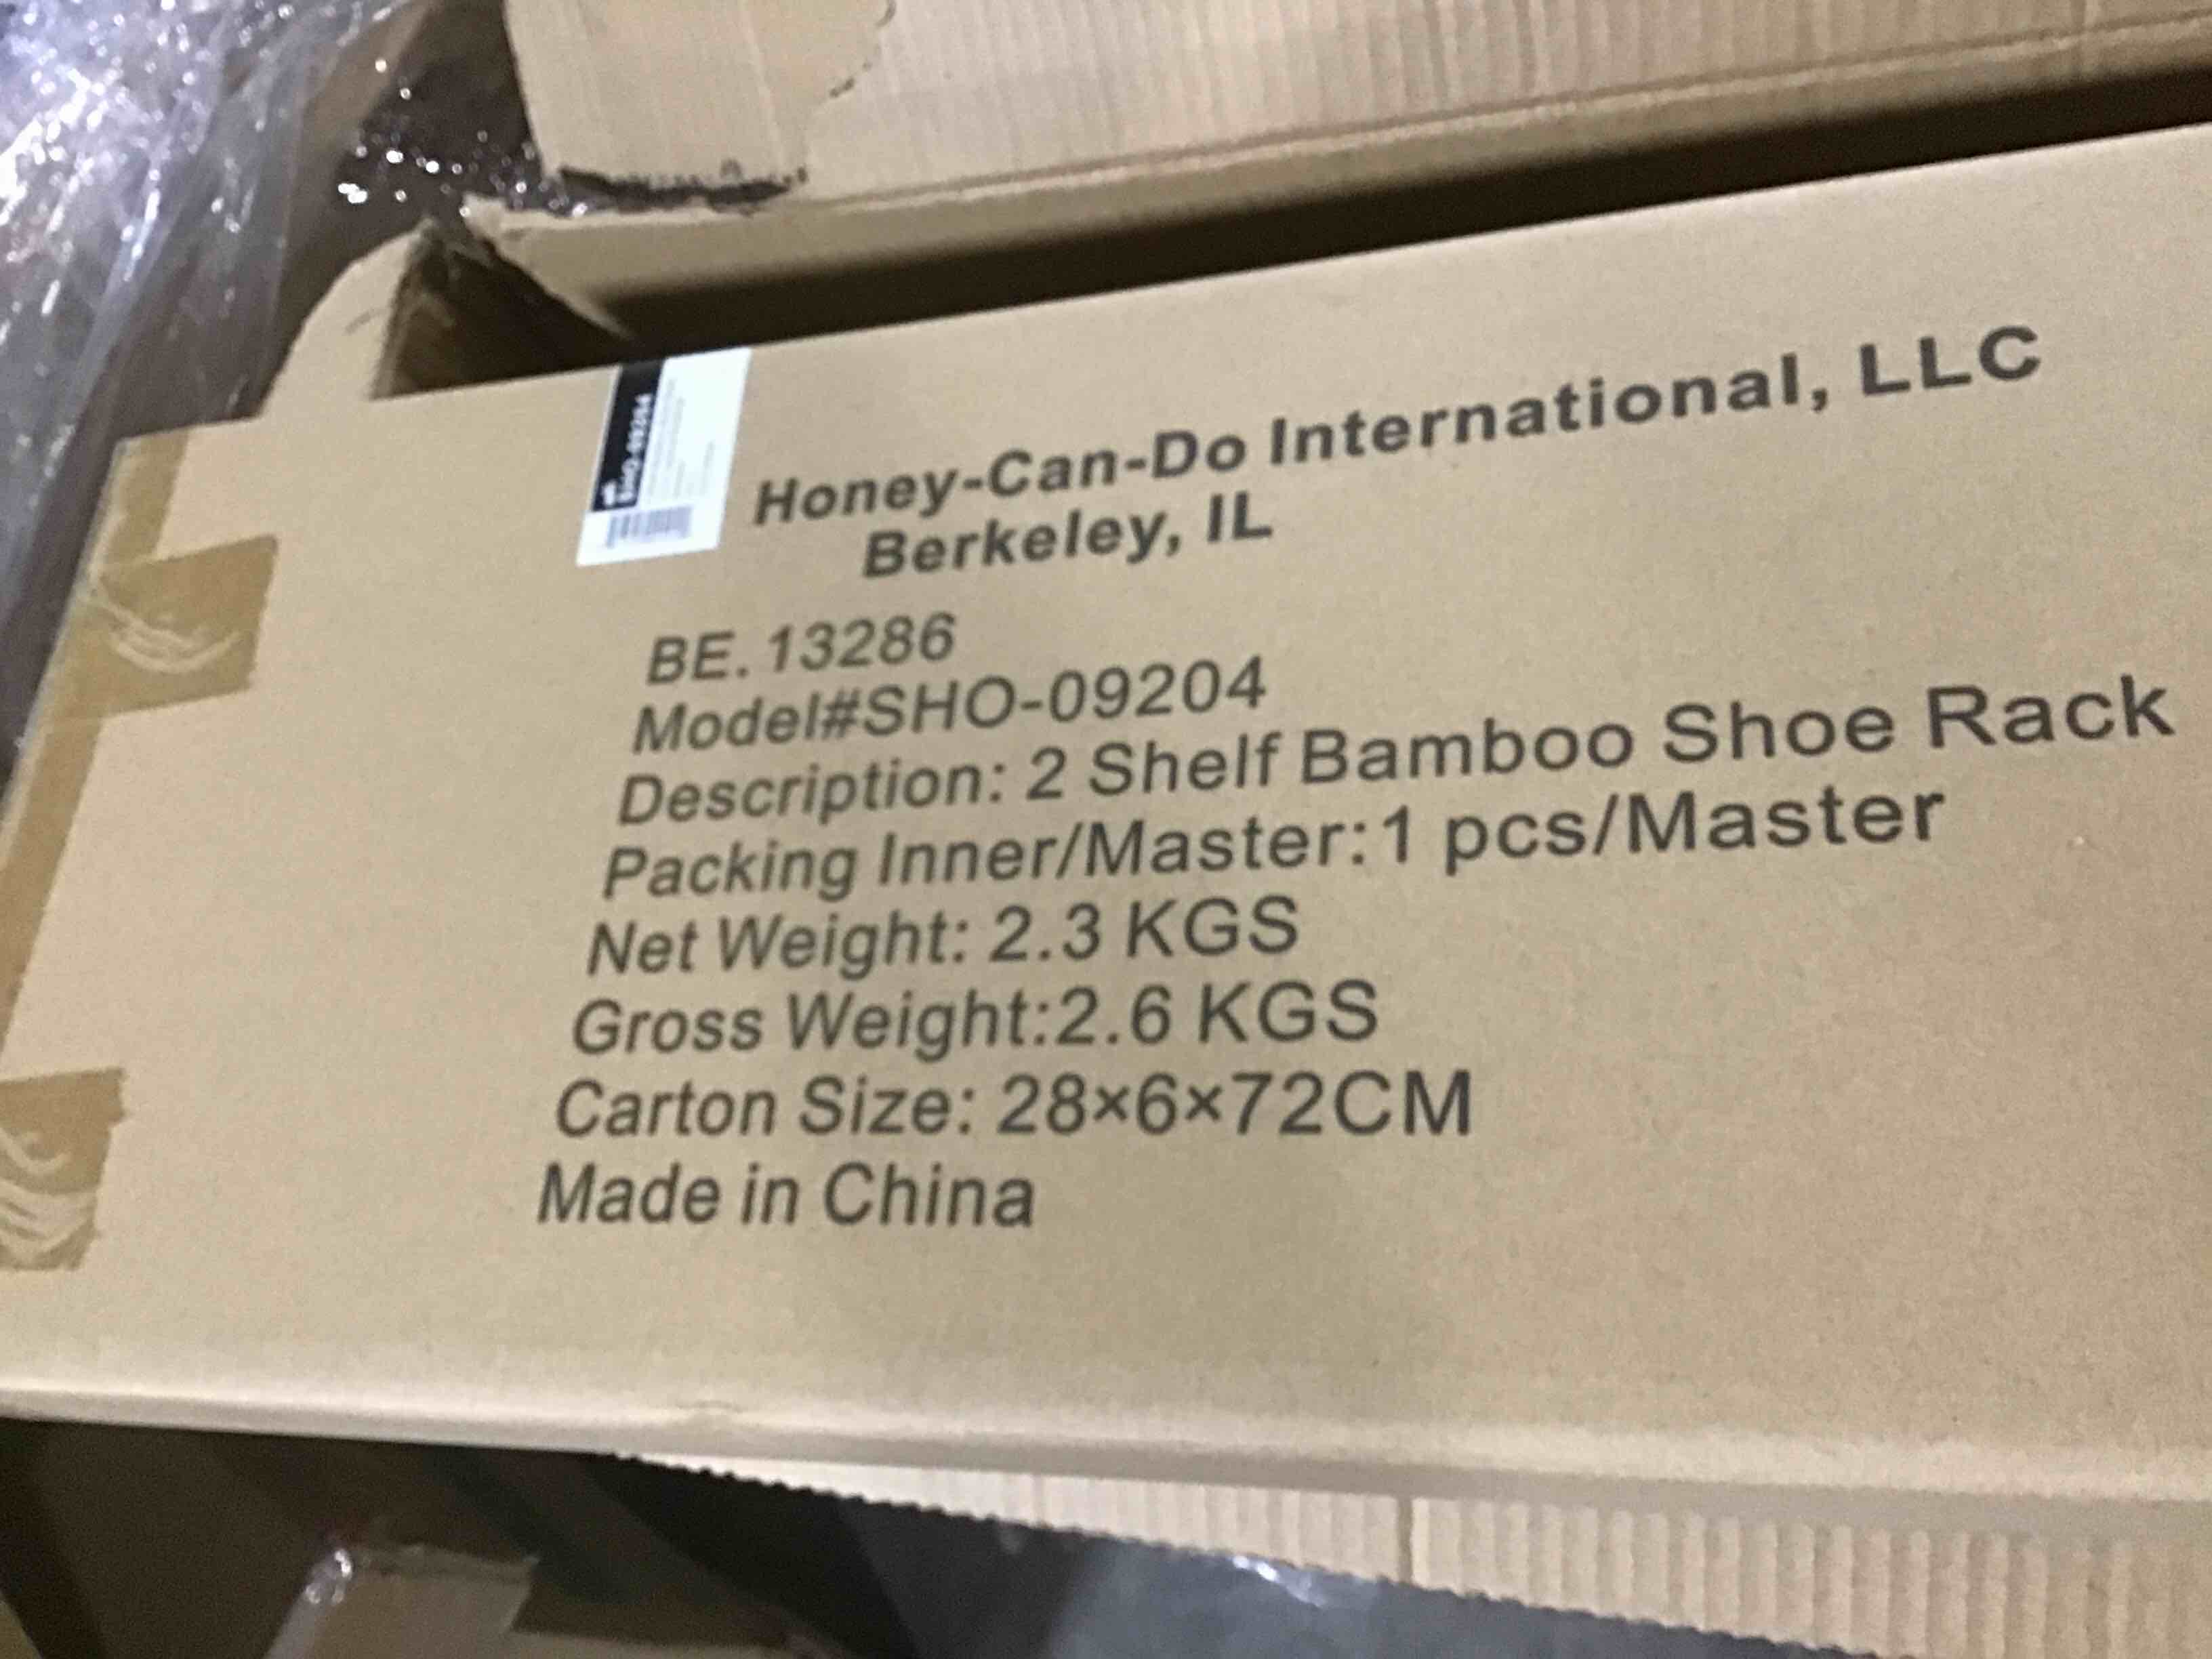 Honey-Can-Do International, LLC
Berkeley, IL
BE. 13286
Model#SHO-09204
Description: 2 Shelf Bamboo Shoe Rack
Packing Inner/Master:1 pcs/Master
Net Weight: 2.3 KGS
Gross Weight:2.6 KGS
Carton Size: 28×6×72CM
Made in China